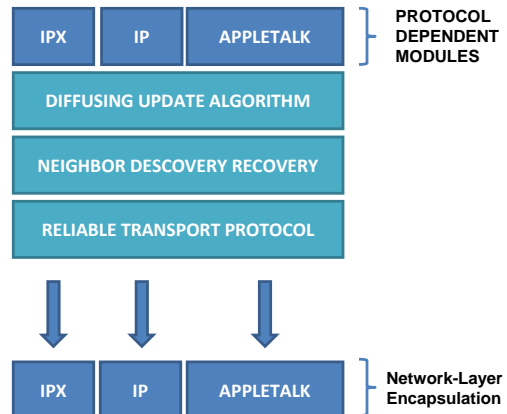 IPX IP APPLETALK
PROTOCOL
DEPENDENT
MODULES
DIFFUSING UPDATE ALGORITHM
NEIGHBOR DESCOVERY RECOVERY
RELIABLE TRANSPORT PROTOCOL
IPX IP APPLETALK
Network-Layer
Encapsulation